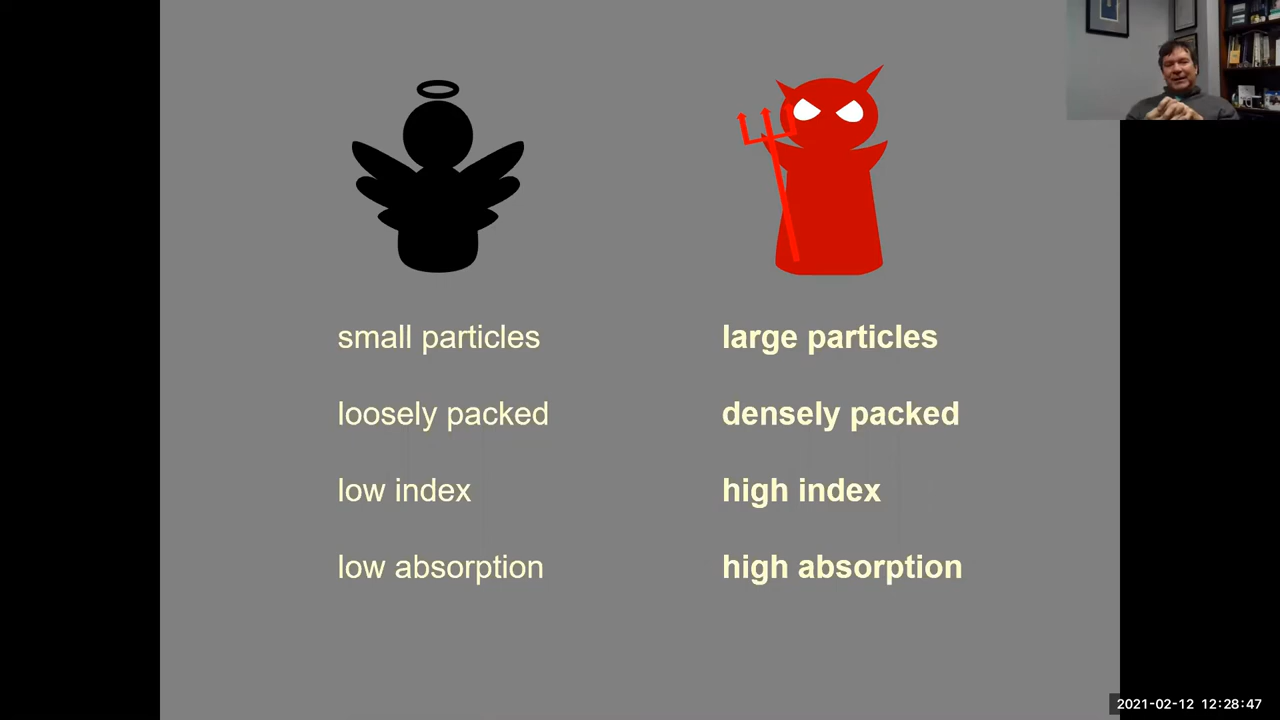 small particles
large particles
loosely packed
densely packed
low index
high index
low absorption
high absorption
2021-02-12 12:28:47